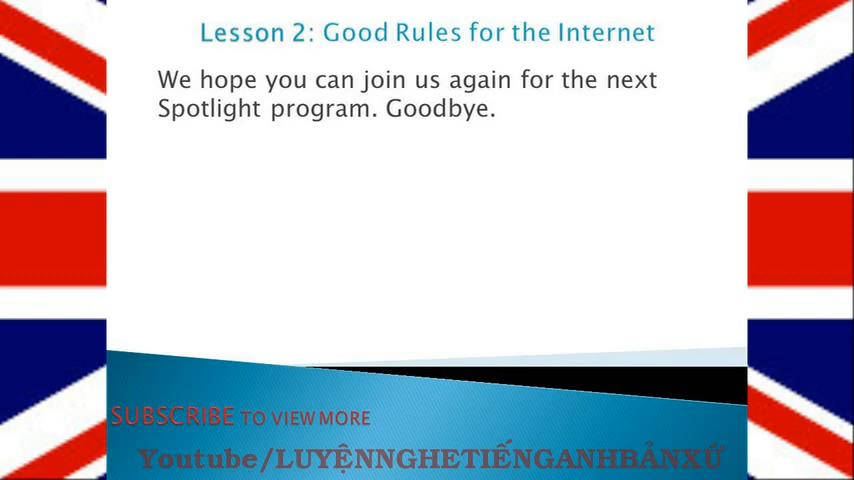 Lesson 2: Good Rules for the Internet
We hope you can join us again for the next
Spotlight program. Goodbye.
SUBSCRIBE TO VIEW MORE
Youtube/LUYỆNNGHETIẾNGANHBẢNXỨ